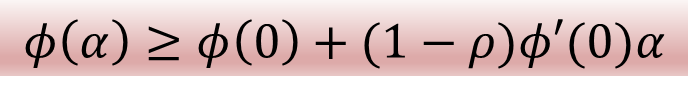 ϕ(α) ≥ ϕ(0) + (1 − ρ)ϕ′(0)α